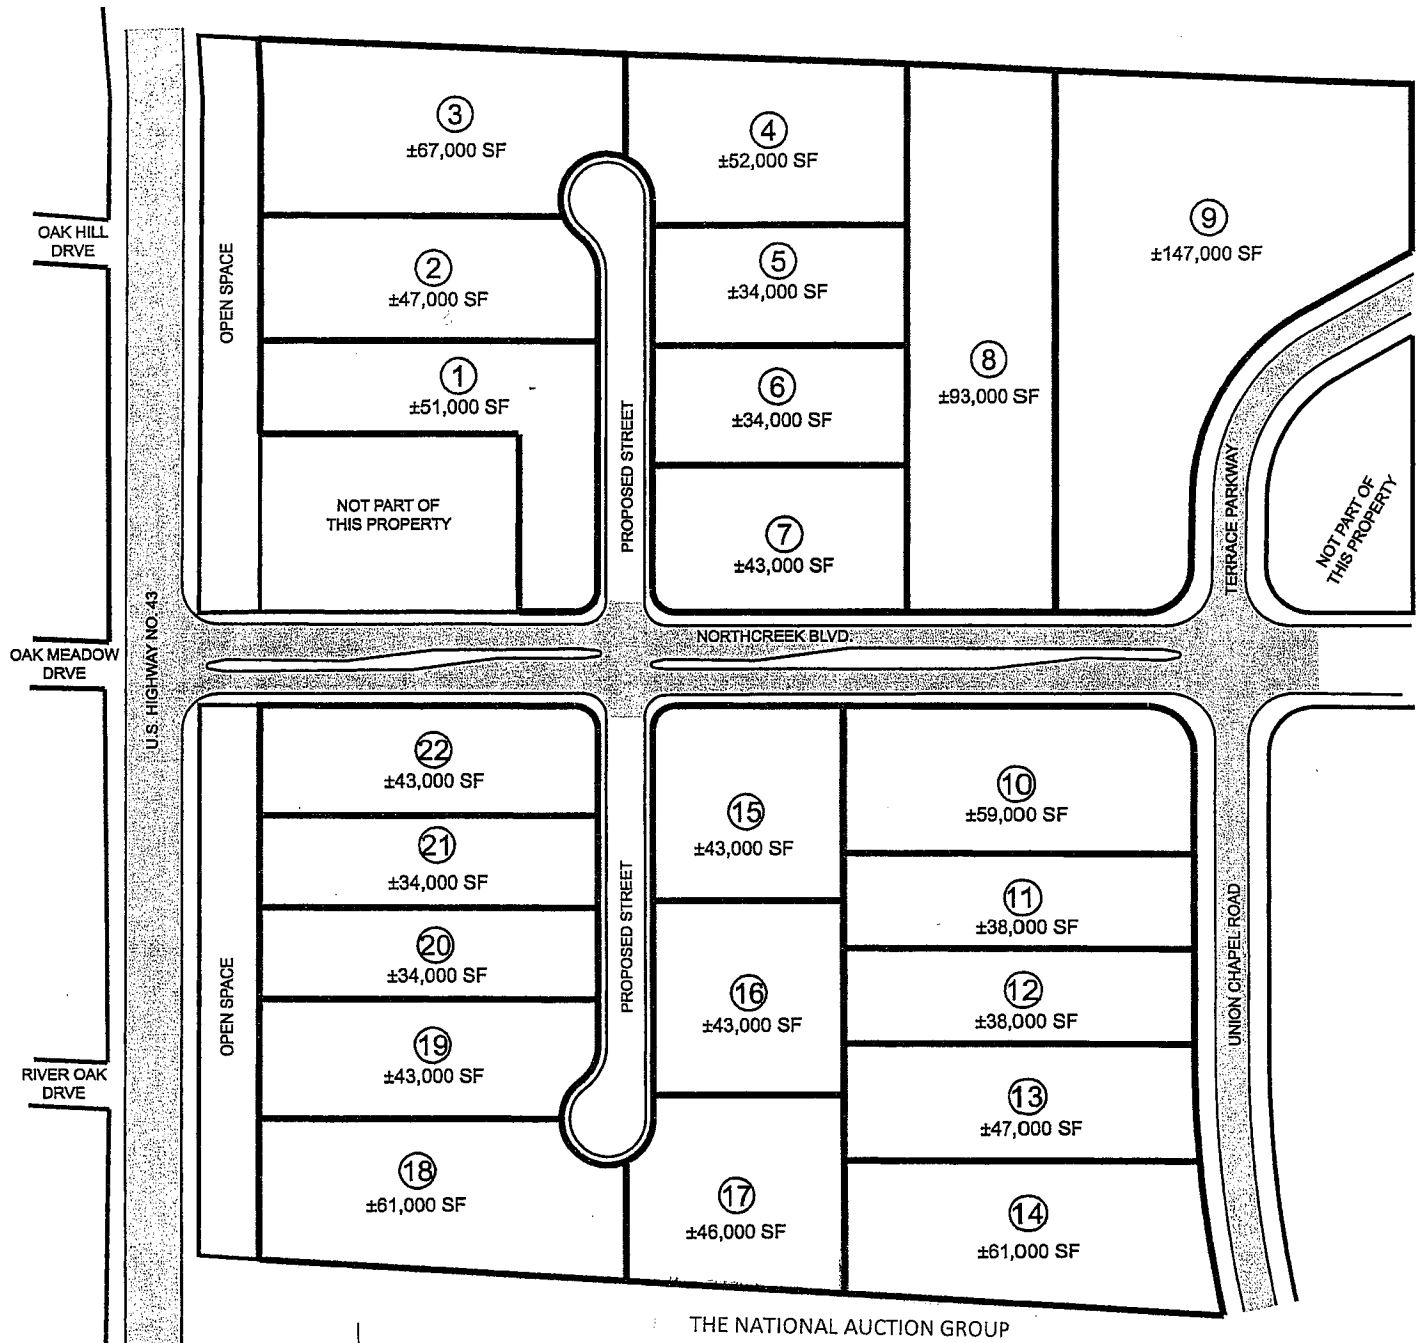 3
±67,000 SF
4
±52,000 SF
9
±147,000 SF
OAK HILL
DRVE
OPEN SPACE
2
±47,000 SF
5
±34,000 SF
8
±93,000 SF
1
±51,000 SF
6
±34,000 SF
PROPOSED STREET
NOT PART OF
THIS PROPERTY
7
±43,000 SF
TERRACE PARKWAY
NOT PART OF
THIS PROPERTY
U.S. HIGHWAY NO. 43
NORTHCREEK BLVD.
OAK MEADOW
DRVE
22
±43,000 SF
15
±43,000 SF
10
±59,000 SF
21
±34,000 SF
11
±38,000 SF
PROPOSED STREET
UNION CHAPEL ROAD
20
±34,000 SF
16
±43,000 SF
12
±38,000 SF
OPEN SPACE
19
±43,000 SF
RIVER OAK
DRVE
13
±47,000 SF
18
±61,000 SF
17
±46,000 SF
14
±61,000 SF
THE NATIONAL AUCTION GROUP